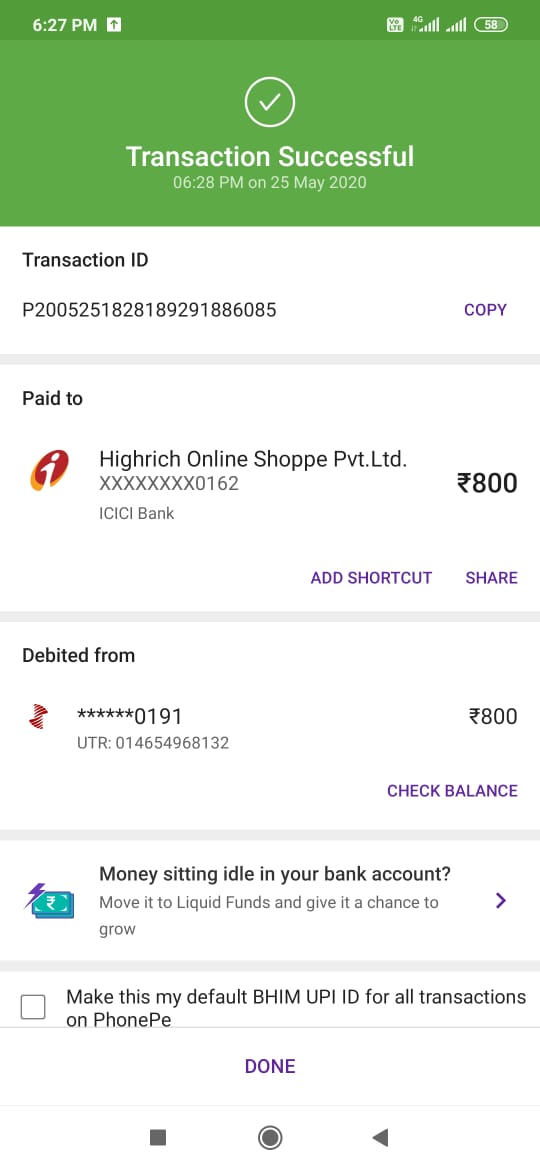 6:27 PM
Vo LTE 4G 58
Transaction Successful
06:28 PM on 25 May 2020
Transaction ID
P2005251828189291886085 COPY
Paid to
Highrich Online Shoppe Pvt.Ltd.
XXXXXXXX0162
₹800
ICICI Bank
ADD SHORTCUT SHARE
Debited from
******0191 ₹800
UTR: 014654968132
CHECK BALANCE
Money sitting idle in your bank account?
Move it to Liquid Funds and give it a chance to
grow
Make this my default BHIM UPI ID for all transactions
on PhonePe
DONE